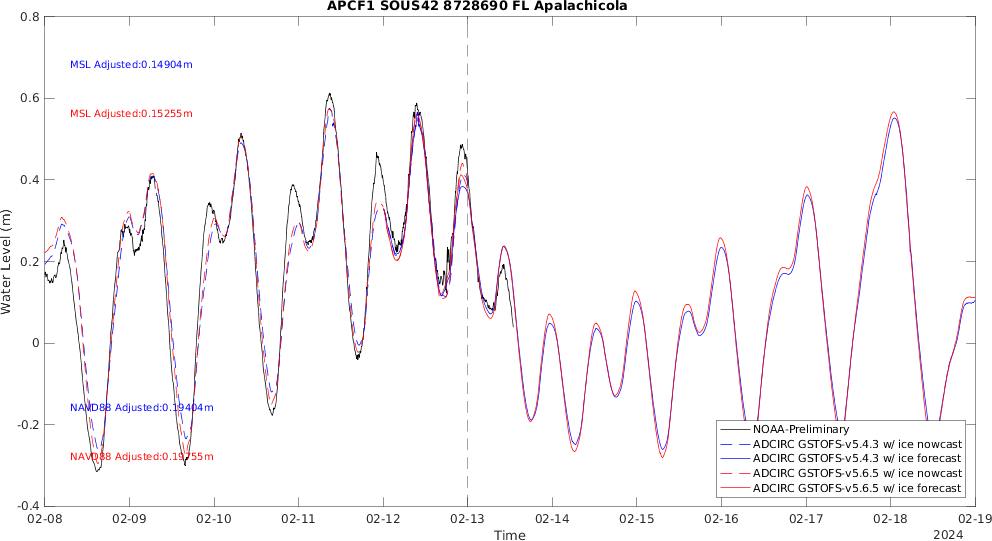 APCF1 SOUS42 8728690 FL Apalachicola
0.8
0.6
0.4
0.2
0
-0.2
-0.4
Water Level (m)
MSL Adjusted:0.14904m
MSL Adjusted:0.15255m
NAVD88 Adjusted:0.19404m
NAVD88 Adjusted:0.19755m
NOAA-Preliminary
ADCIRC GSTOFS-v5.4.3 w/ ice nowcast
ADCIRC GSTOFS-v5.4.3 w/ ice forecast
ADCIRC GSTOFS-v5.6.5 w/ ice nowcast
ADCIRC GSTOFS-v5.6.5 w/ ice forecast
02-08 02-09 02-10 02-11 02-12 02-13 02-14 02-15 02-16 02-17 02-18 02-19
Time
2024